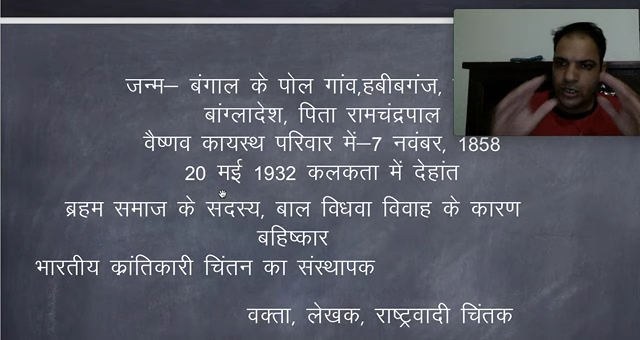 जन्म– बंगाल के पोल गांव,हबीबगंज,
बांग्लादेश, पिता रामचंद्रपाल
वैष्णव कायस्थ परिवार में–7 नवंबर, 1858
20 मई 1932 कलकता में देहांत
ब्रहम समाज के सदस्य, बाल विधवा विवाह के कारण
बहिष्कार
भारतीय क्रांतिकारी चिंतन का संस्थापक
वक्ता, लेखक, राष्ट्रवादी चिंतक